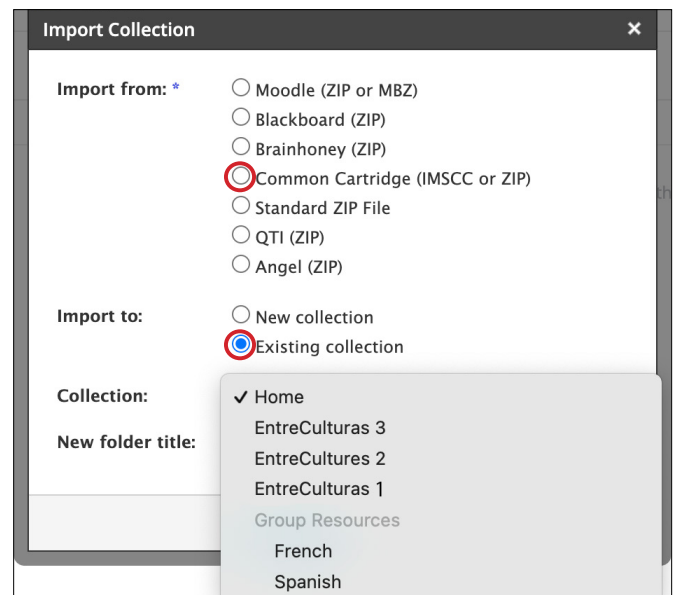 Import Collection ×
Import from: * Moodle (ZIP or MBZ)
Blackboard (ZIP)
Brainhoney (ZIP)
Common Cartridge (IMSCC or ZIP)
th
Standard ZIP File
QTI (ZIP)
Angel (ZIP)
Import to: New collection
Existing collection
Collection: ✓ Home
EntreCulturas 3
New folder title:
EntreCultures 2
EntreCulturas 1
Group Resources
French
Spanish